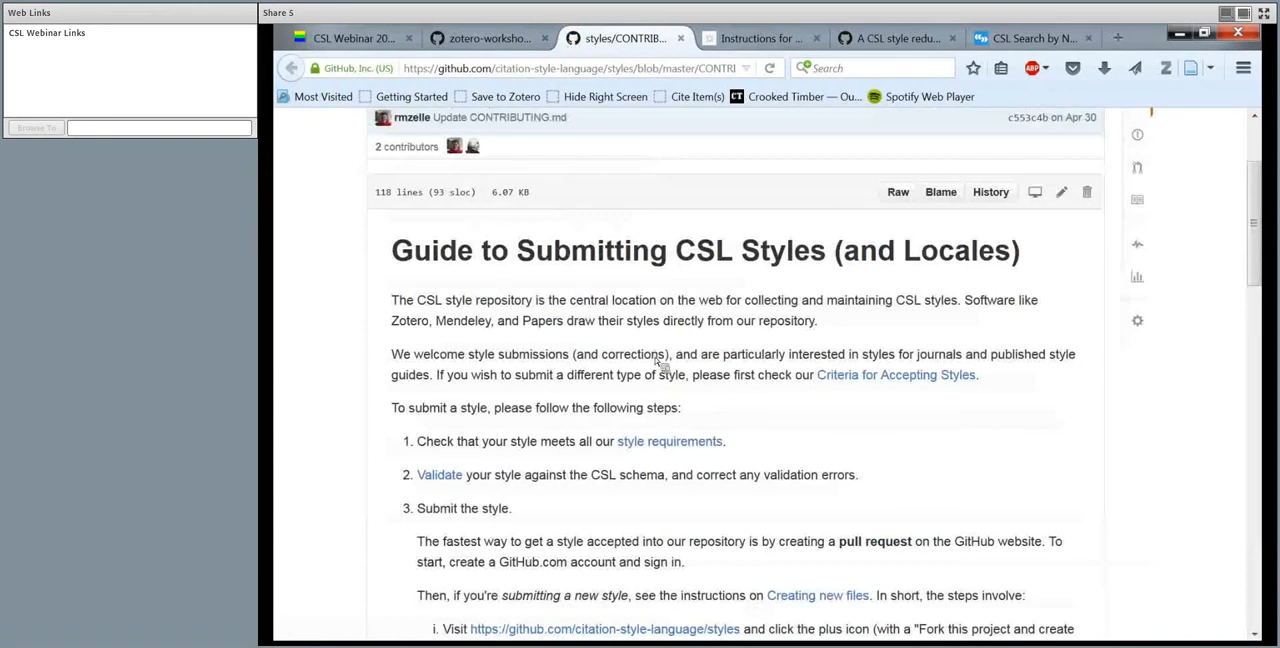 Web Links
Share 5
CSL Webinar Links
Browse To
CSL Webinar 20...
zotero-worksho...
styles/CONTRIB...
Instructions for ...
A CSL style redu...
CSL Search by N...
GitHub, Inc. (US)
https://github.com/citation-style-language/styles/blob/master/CONTRI
Search
ABP
Z
Most Visited
Getting Started
Save to Zotero
Hide Right Screen
Cite Item(s)
CT Crooked Timber — Ou...
Spotify Web Player
rmzelle Update CONTRIBUTING.md
c553c4b on Apr 30
2 contributors
118 lines (93 sloc) 6.07 KB
Raw Blame History
Guide to Submitting CSL Styles (and Locales)
The CSL style repository is the central location on the web for collecting and maintaining CSL styles. Software like
Zotero, Mendeley, and Papers draw their styles directly from our repository.
We welcome style submissions (and corrections), and are particularly interested in styles for journals and published style
guides. If you wish to submit a different type of style, please first check our Criteria for Accepting Styles.
To submit a style, please follow the following steps:
1. Check that your style meets all our style requirements.
2. Validate your style against the CSL schema, and correct any validation errors.
3. Submit the style.
The fastest way to get a style accepted into our repository is by creating a pull request on the GitHub website. To
start, create a GitHub.com account and sign in.
Then, if you're submitting a new style, see the instructions on Creating new files. In short, the steps involve:
i. Visit https://github.com/citation-style-language/styles and click the plus icon (with a "Fork this project and create